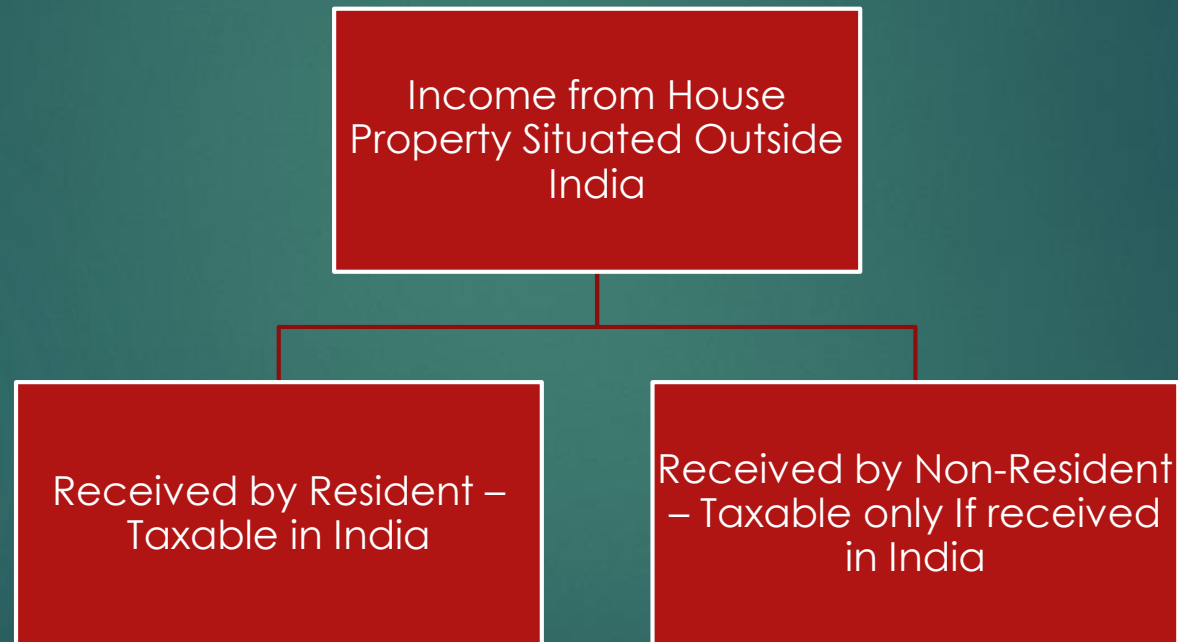 Income from House
Property Situated Outside
India
Received by Resident –
Taxable in India
Received by Non-Resident
– Taxable only If received
in India